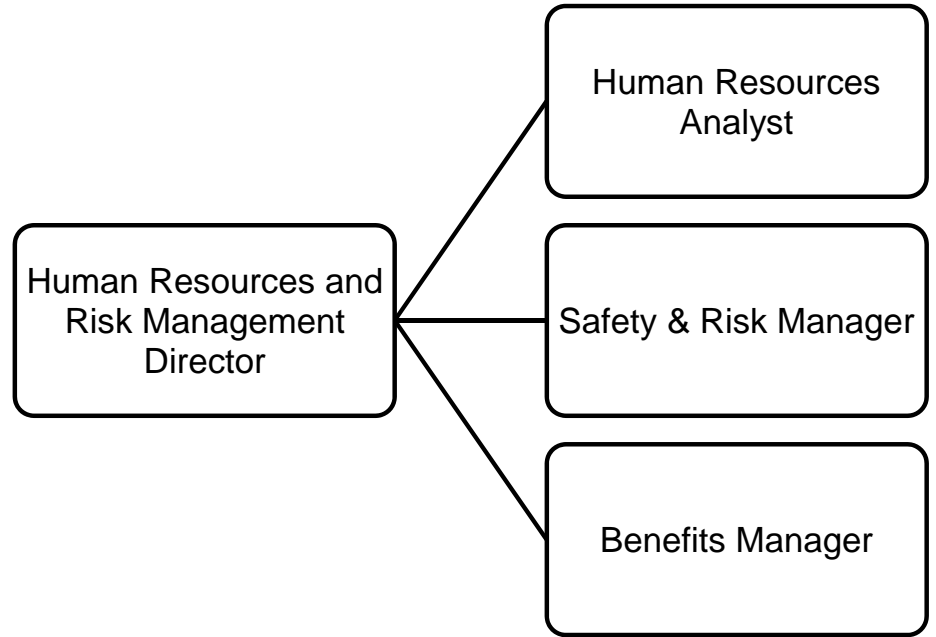 Human Resources
Analyst
Human Resources and
Risk Management
Director
Safety & Risk Manager
Benefits Manager